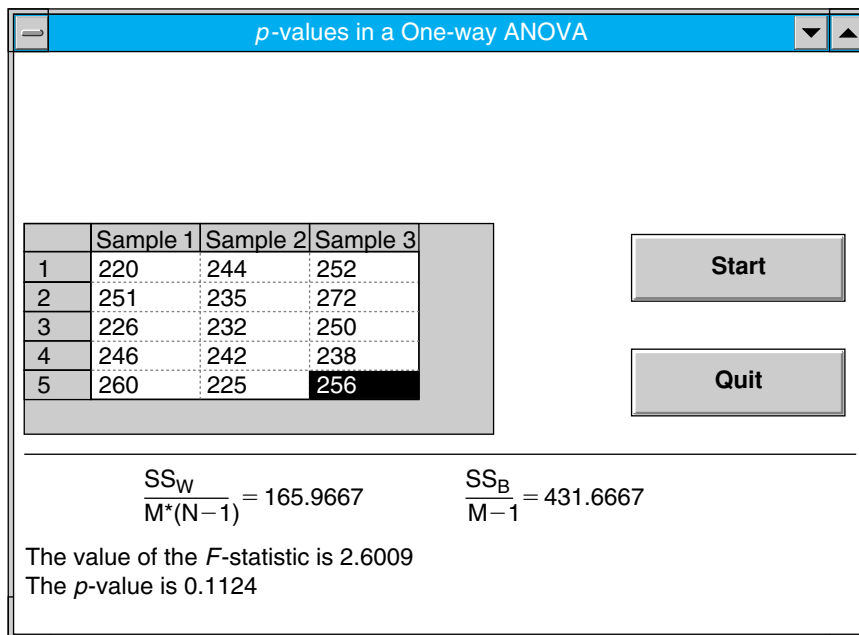 p-values in a One-way ANOVA
Sample 1 Sample 2 Sample 3
1 220 244 252
2 251 235 272
3 226 232 250
4 246 242 238
5 260 225 256
Start
Quit
SS_W / M*(N−1) = 165.9667
SS_B / M−1 = 431.6667
The value of the F-statistic is 2.6009
The p-value is 0.1124